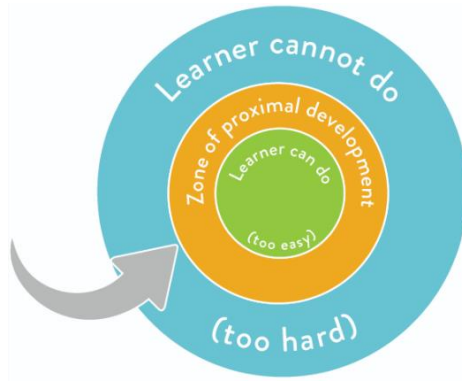 Learner cannot do
Zone of proximal development
Learner can do
(too easy)
(too hard)